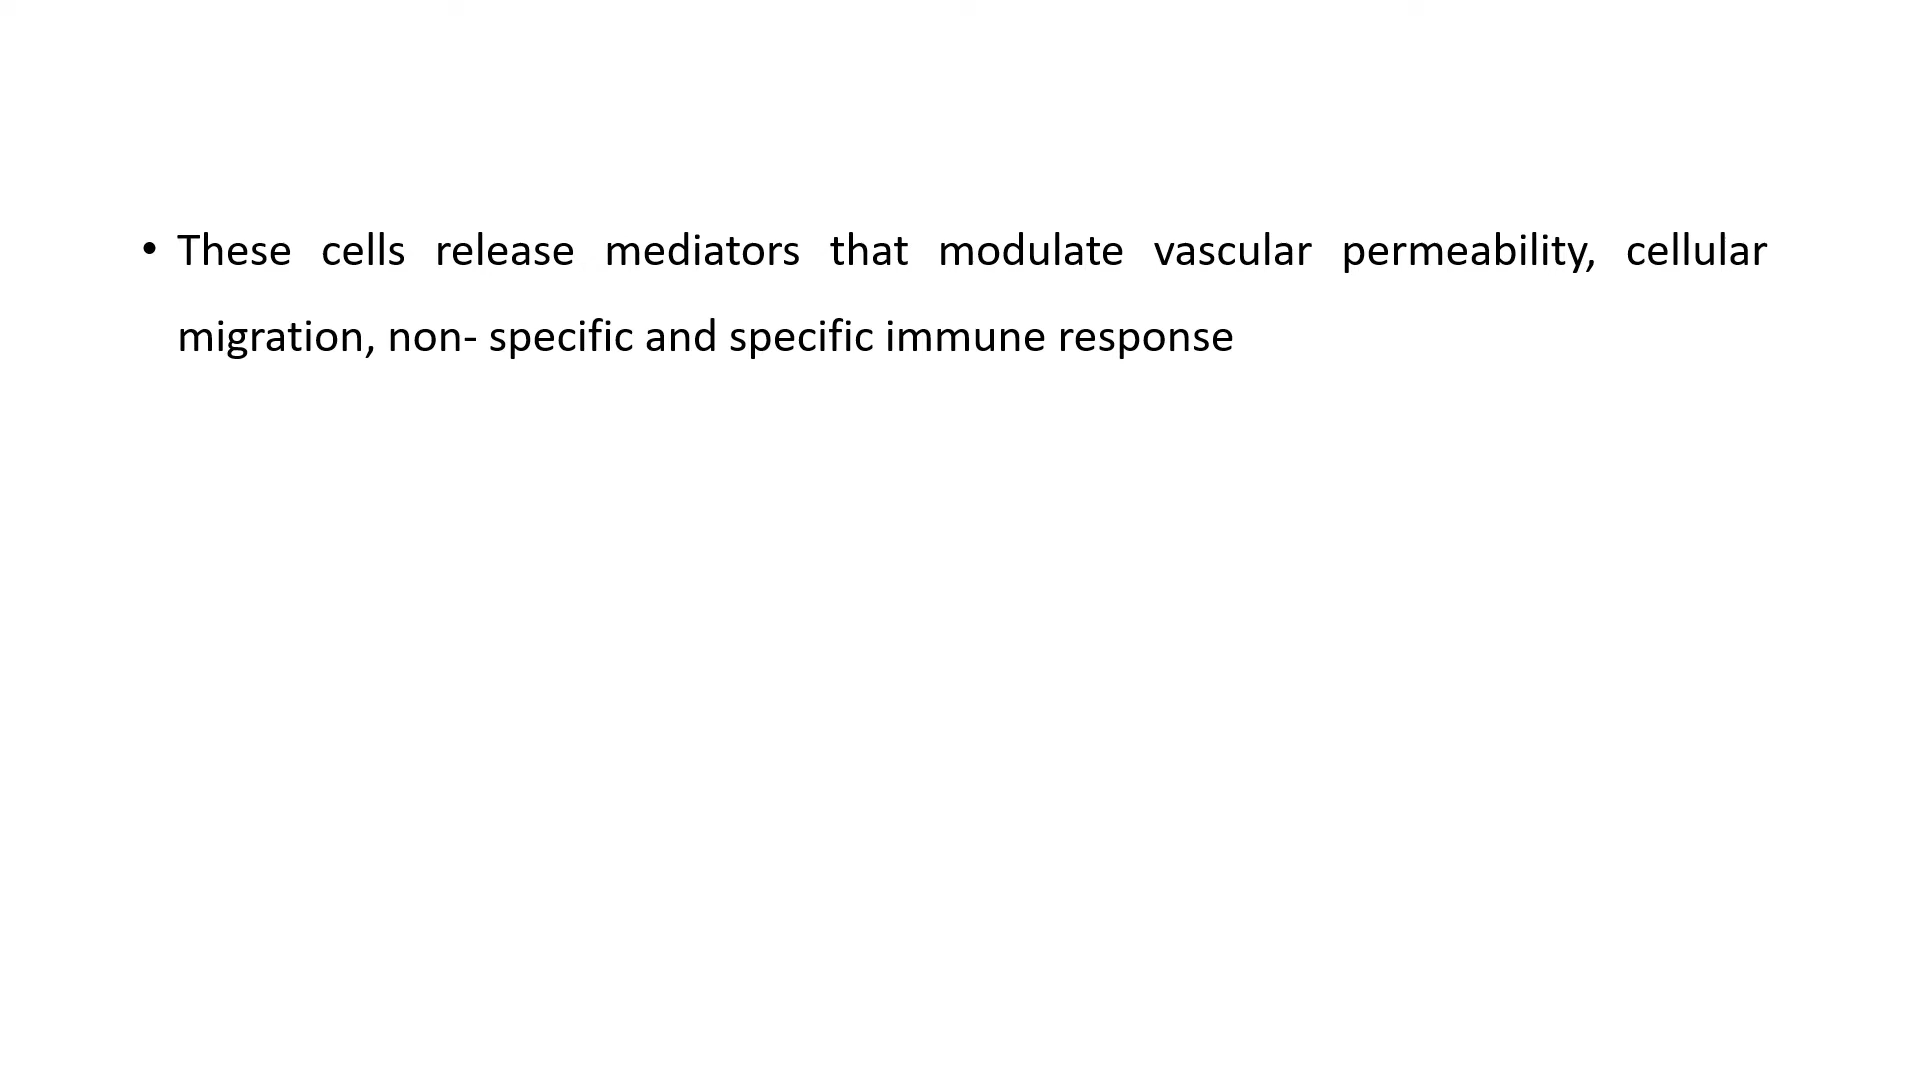 • These cells release mediators that modulate vascular permeability, cellular
migration, non- specific and specific immune response